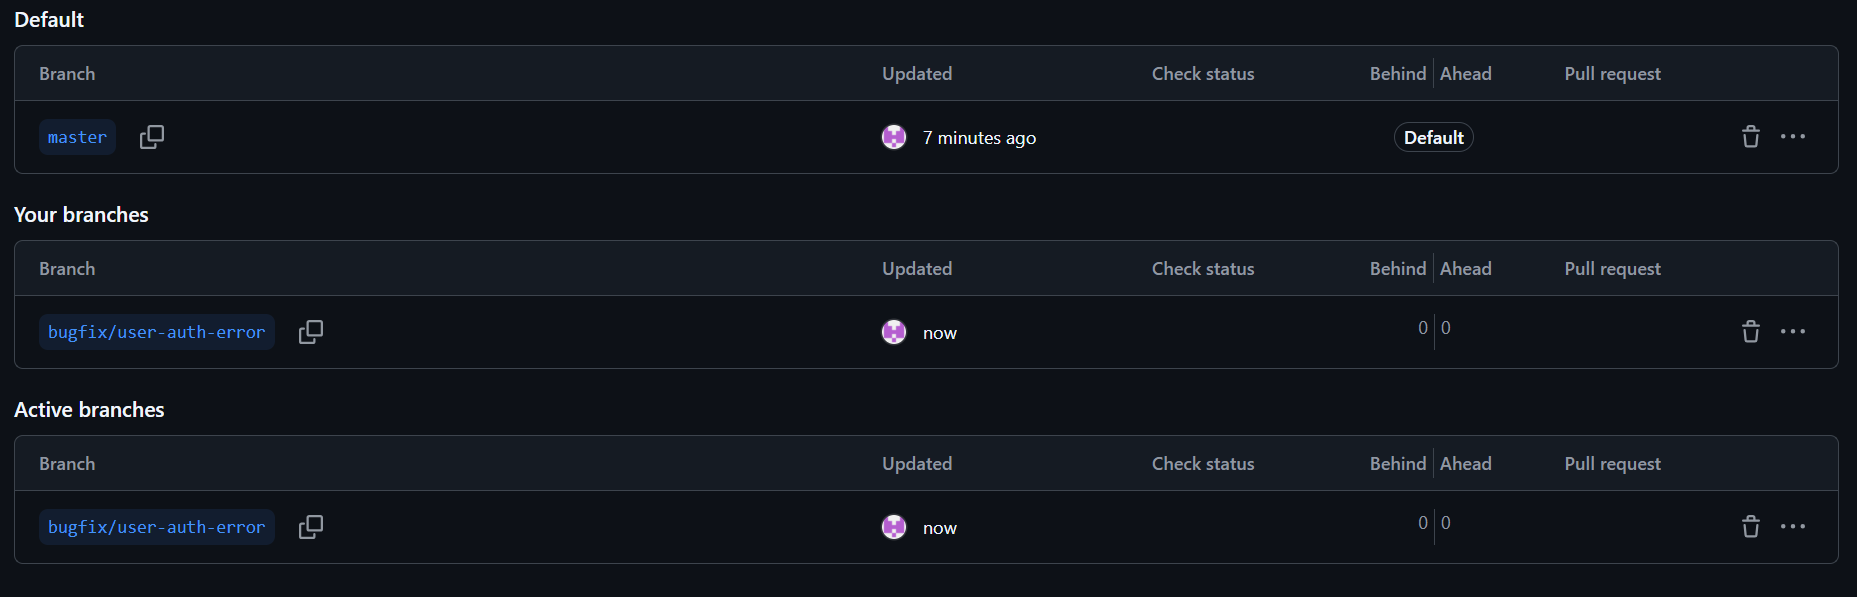 Default
Branch Updated Check status Behind Ahead Pull request
master 7 minutes ago Default
Your branches
Branch Updated Check status Behind Ahead Pull request
bugfix/user-auth-error now 0 0
Active branches
Branch Updated Check status Behind Ahead Pull request
bugfix/user-auth-error now 0 0